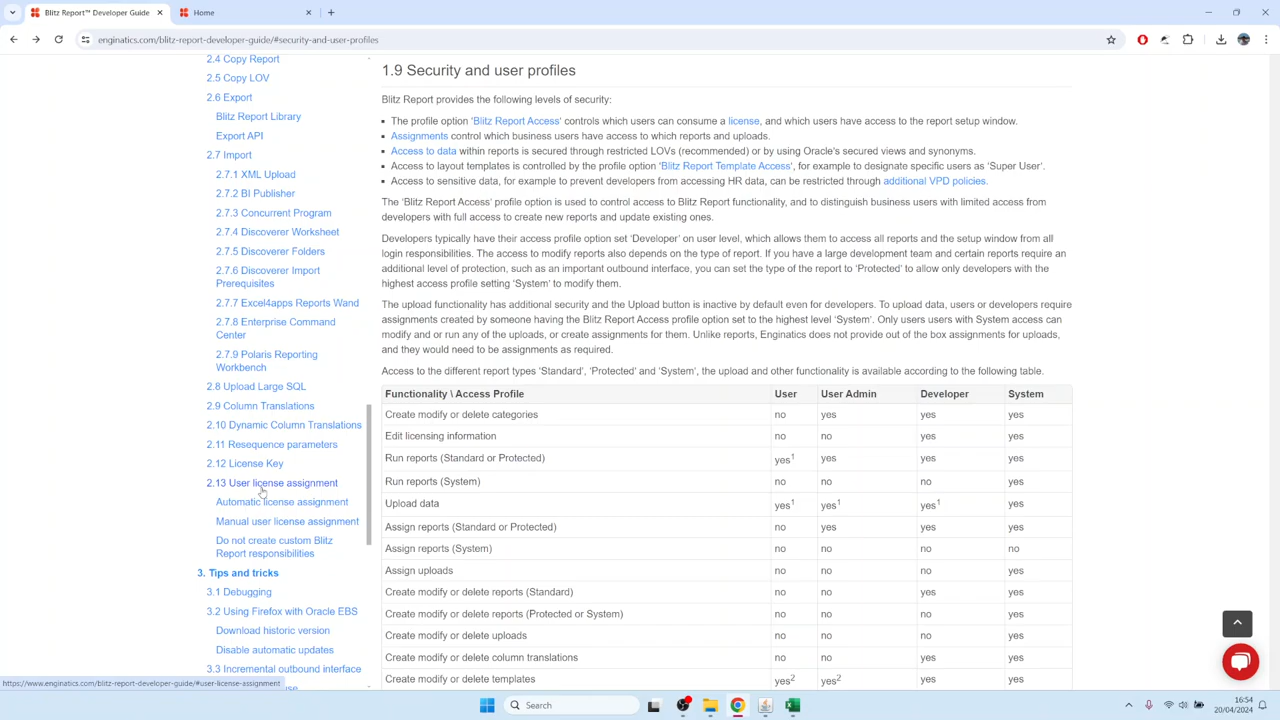 Blitz Report™ Developer Guide
Home
enginatics.com/blitz-report-developer-guide/#security-and-user-profiles
2.4 Copy Report
2.5 Copy LOV
2.6 Export
Blitz Report Library
Export API
2.7 Import
2.7.1 XML Upload
2.7.2 BI Publisher
2.7.3 Concurrent Program
2.7.4 Discoverer Worksheet
2.7.5 Discoverer Folders
2.7.6 Discoverer Import
Prerequisites
2.7.7 Excel4apps Reports Wand
2.7.8 Enterprise Command
Center
2.7.9 Polaris Reporting
Workbench
2.8 Upload Large SQL
2.9 Column Translations
2.10 Dynamic Column Translations
2.11 Resequence parameters
2.12 License Key
2.13 User license assignment
Automatic license assignment
Manual user license assignment
Do not create custom Blitz
Report responsibilities
3. Tips and tricks
3.1 Debugging
3.2 Using Firefox with Oracle EBS
Download historic version
Disable automatic updates
3.3 Incremental outbound interface
https://www.enginatics.com/blitz-report-developer-guide/#user-license-assignment
1.9 Security and user profiles
Blitz Report provides the following levels of security:
▪ The profile option 'Blitz Report Access' controls which users can consume a license, and which users have access to the report setup window.
▪ Assignments control which business users have access to which reports and uploads.
▪ Access to data within reports is secured through restricted LOVs (recommended) or by using Oracle's secured views and synonyms.
▪ Access to layout templates is controlled by the profile option 'Blitz Report Template Access', for example to designate specific users as 'Super User'.
▪ Access to sensitive data, for example to prevent developers from accessing HR data, can be restricted through additional VPD policies.
The 'Blitz Report Access' profile option is used to control access to Blitz Report functionality, and to distinguish business users with limited access from
developers with full access to create new reports and update existing ones.
Developers typically have their access profile option set 'Developer' on user level, which allows them to access all reports and the setup window from all
login responsibilities. The access to modify reports also depends on the type of report. If you have a large development team and certain reports require an
additional level of protection, such as an important outbound interface, you can set the type of the report to 'Protected' to allow only developers with the
highest access profile setting 'System' to modify them.
The upload functionality has additional security and the Upload button is inactive by default even for developers. To upload data, users or developers require
assignments created by someone having the Blitz Report Access profile option set to the highest level 'System'. Only users users with System access can
modify and or run any of the uploads, or create assignments for them. Unlike reports, Enginatics does not provide out of the box assignments for uploads,
and they would need to be assignments as required.
Access to the different report types 'Standard', 'Protected' and 'System', the upload and other functionality is available according to the following table.
Functionality \ Access Profile User User Admin Developer System
Create modify or delete categories no yes yes yes
Edit licensing information no no yes yes
Run reports (Standard or Protected) yes1 yes yes yes
Run reports (System) no no no yes
Upload data yes1 yes1 yes1 yes
Assign reports (Standard or Protected) no yes yes yes
Assign reports (System) no no no no
Assign uploads no no no yes
Create modify or delete reports (Standard) no no yes yes
Create modify or delete reports (Protected or System) no no no yes
Create modify or delete uploads no no no yes
Create modify or delete column translations no no yes yes
Create modify or delete templates yes2 yes2 yes yes
Search
16:54
20/04/2024